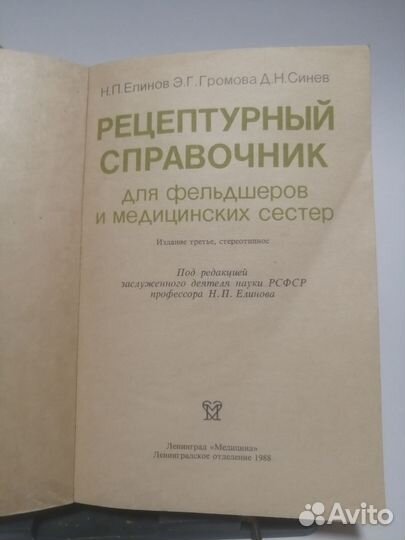 Н.П.Елинов Э.Г.Громова Д.Н.Синев
РЕЦЕПТУРНЫЙ
СПРАВОЧНИК
для фельдшеров
и медицинских сестер
Издание третье, стереотипное
Под редакцией
заслуженного деятеля науки РСФСР
профессора Н. П. Елинова
Ленинград «Медицина»
Ленинградское отделение 1988
Avito